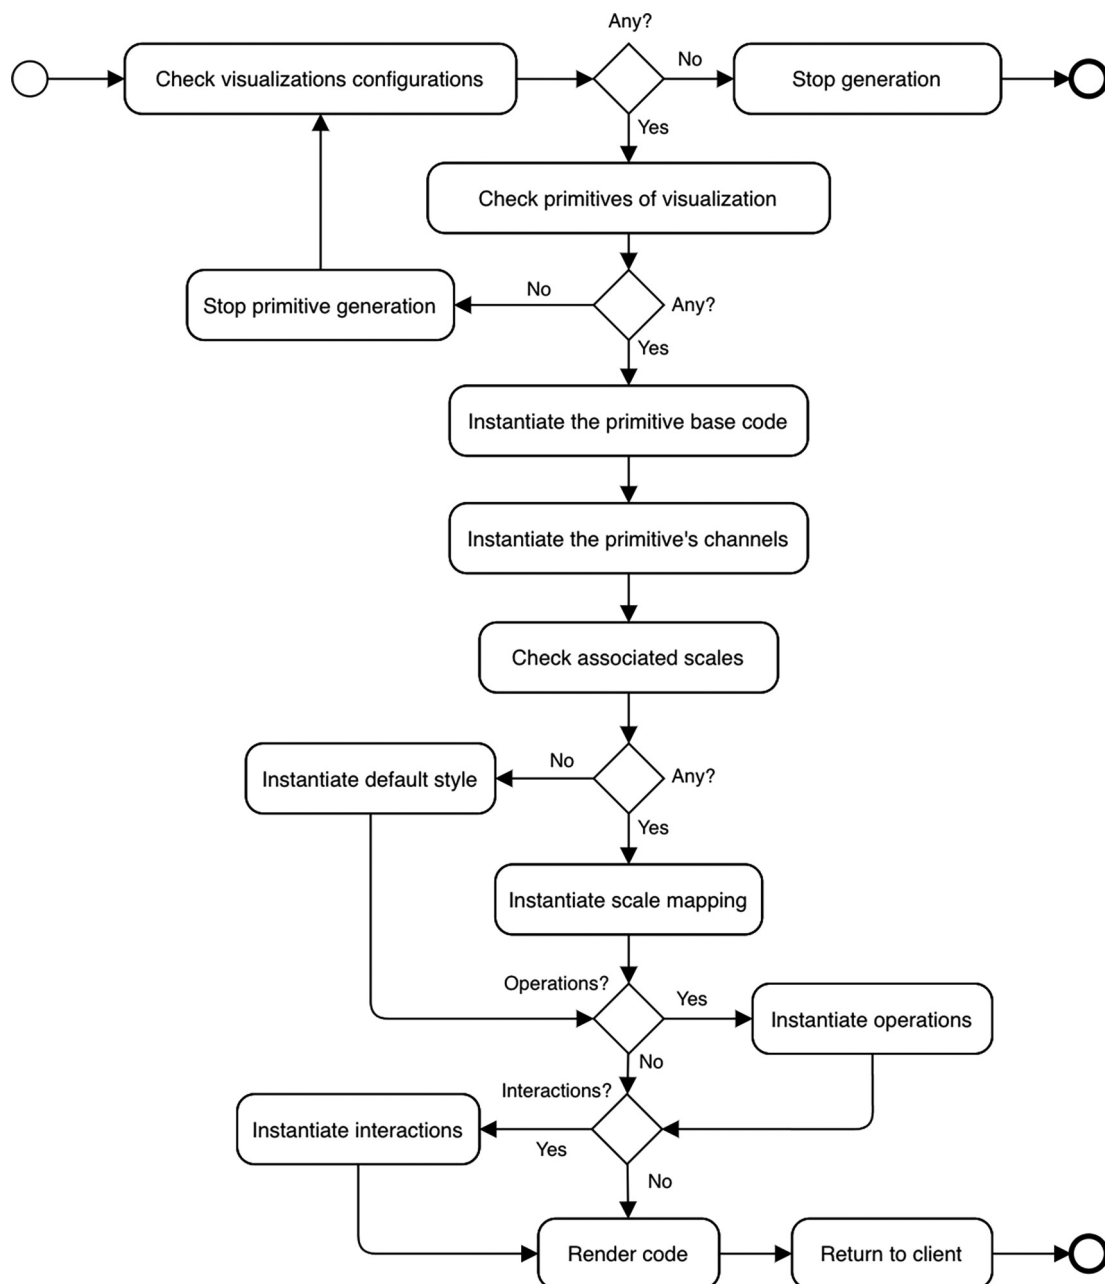 Any?
Check visualizations configurations
No
Stop generation
Yes
Check primitives of visualization
Stop primitive generation
No
Any?
Yes
Instantiate the primitive base code
Instantiate the primitive's channels
Check associated scales
Instantiate default style
No
Any?
Yes
Instantiate scale mapping
Operations?
Yes
Instantiate operations
No
Interactions?
Instantiate interactions
Yes
No
Render code
Return to client